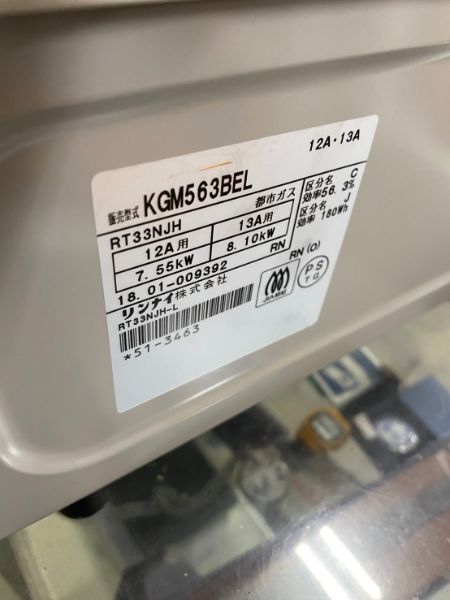 12A・13A
販売型式 KGM563BEL
RT33NJH 都市ガス 区分名 C
12A用 13A用 効率56.3%
7.55kW 8.10kW 区分名 J
効率 180Wh
18.01-009392 RN RN(O)
リンナイ株式会社 PS
RT33NJH-L TG
*51-3463